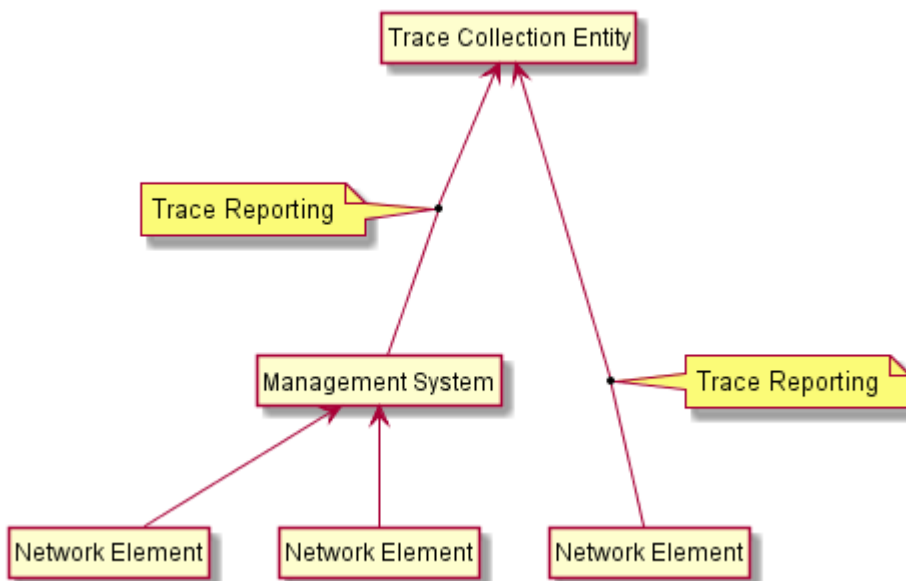 Trace Collection Entity
Trace Reporting
Management System
Trace Reporting
Network Element
Network Element
Network Element